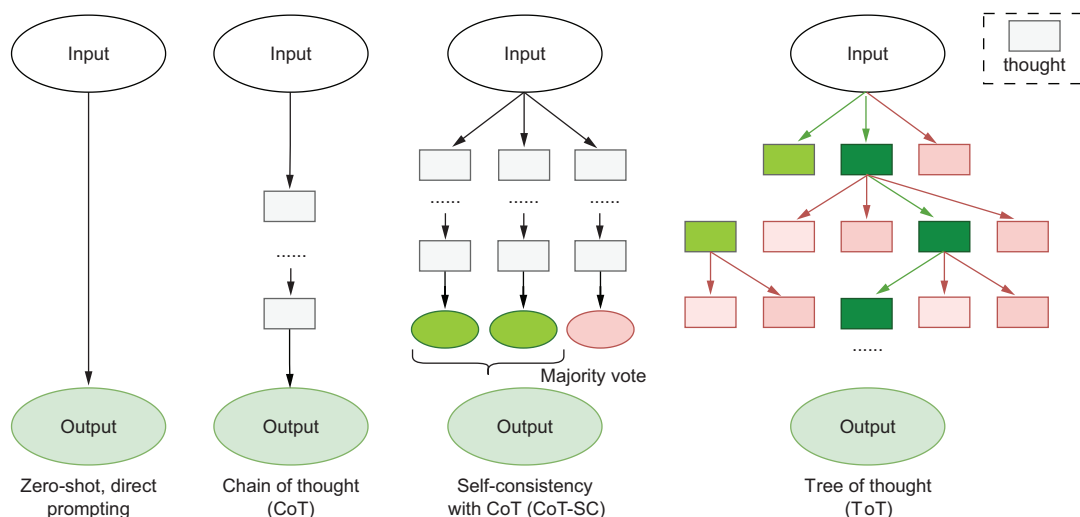 Input
Input
Input
Input
thought
......
......
......
......
......
Majority vote
Output
Output
Output
Output
Zero-shot, direct
prompting
Chain of thought
(CoT)
Self-consistency
with CoT (CoT-SC)
Tree of thought
(ToT)